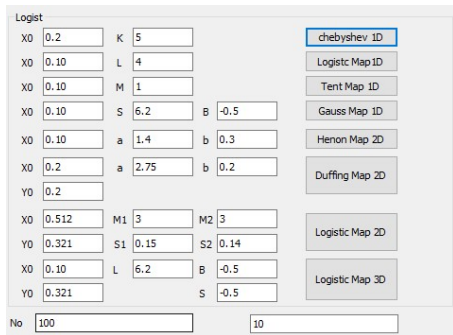 Logist
X0 0.2 K 5 chebyshev 1D
X0 0.10 L 4 Logistc Map1D
X0 0.10 M 1 Tent Map 1D
X0 0.10 S 6.2 B -0.5 Gauss Map 1D
X0 0.10 a 1.4 b 0.3 Henon Map 2D
X0 0.2 a 2.75 b 0.2 Duffing Map 2D
Y0 0.2
X0 0.512 M1 3 M2 3 Logistic Map 2D
Y0 0.321 S1 0.15 S2 0.14
X0 0.10 L 6.2 B -0.5 Logistic Map 3D
Y0 0.321 S -0.5
No 100 10